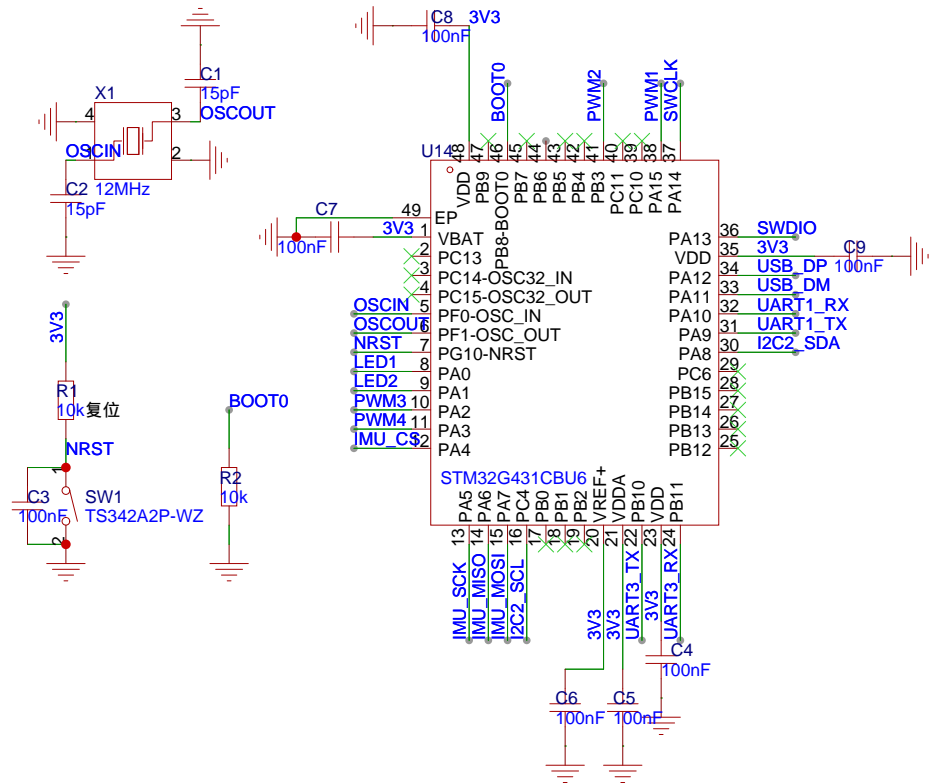 C8
3V3
100nF
C1
15pF
OSCOUT
X1
4
3
OSCIN
1
2
12MHz
C2
15pF
BOOT0
PWM2
PWM1
SWCLK
U14
48
47
46
45
44
43
42
41
40
39
38
37
VDD
PB9
PB8-BOOT0
PB7
PB6
PB5
PB4
PB3
PC11
PC10
PA15
PA14
C7
100nF
3V3
49
EP
1
VBAT
2
PC13
3
PC14-OSC32_IN
4
PC15-OSC32_OUT
OSCIN
5
PF0-OSC_IN
OSCOUT
6
PF1-OSC_OUT
NRST
7
PG10-NRST
LED1
8
PA0
LED2
9
PA1
PWM3
10
PA2
PWM4
11
PA3
IMU_CS
12
PA4
PA13
36
SWDIO
VDD
35
3V3
C9
100nF
PA12
34
USB_DP
PA11
33
USB_DM
PA10
32
UART1_RX
PA9
31
UART1_TX
PA8
30
I2C2_SDA
PC6
29
PB15
28
PB14
27
PB13
26
PB12
25
STM32G431CBU6
PA5
PA6
PA7
PC4
PB0
PB1
PB2
VREF+
VDDA
PB10
VDD
PB11
13
14
15
16
17
18
19
20
21
22
23
24
IMU_SCK
IMU_MISO
IMU_MOSI
I2C2_SCL
3V3
3V3
UART3_TX
3V3
UART3_RX
C4
100nF
C6
100nF
C5
100nF
3V3
R1
10k
复位
NRST
1
C3
100nF
SW1
TS342A2P-WZ
2
BOOT0
R2
10k